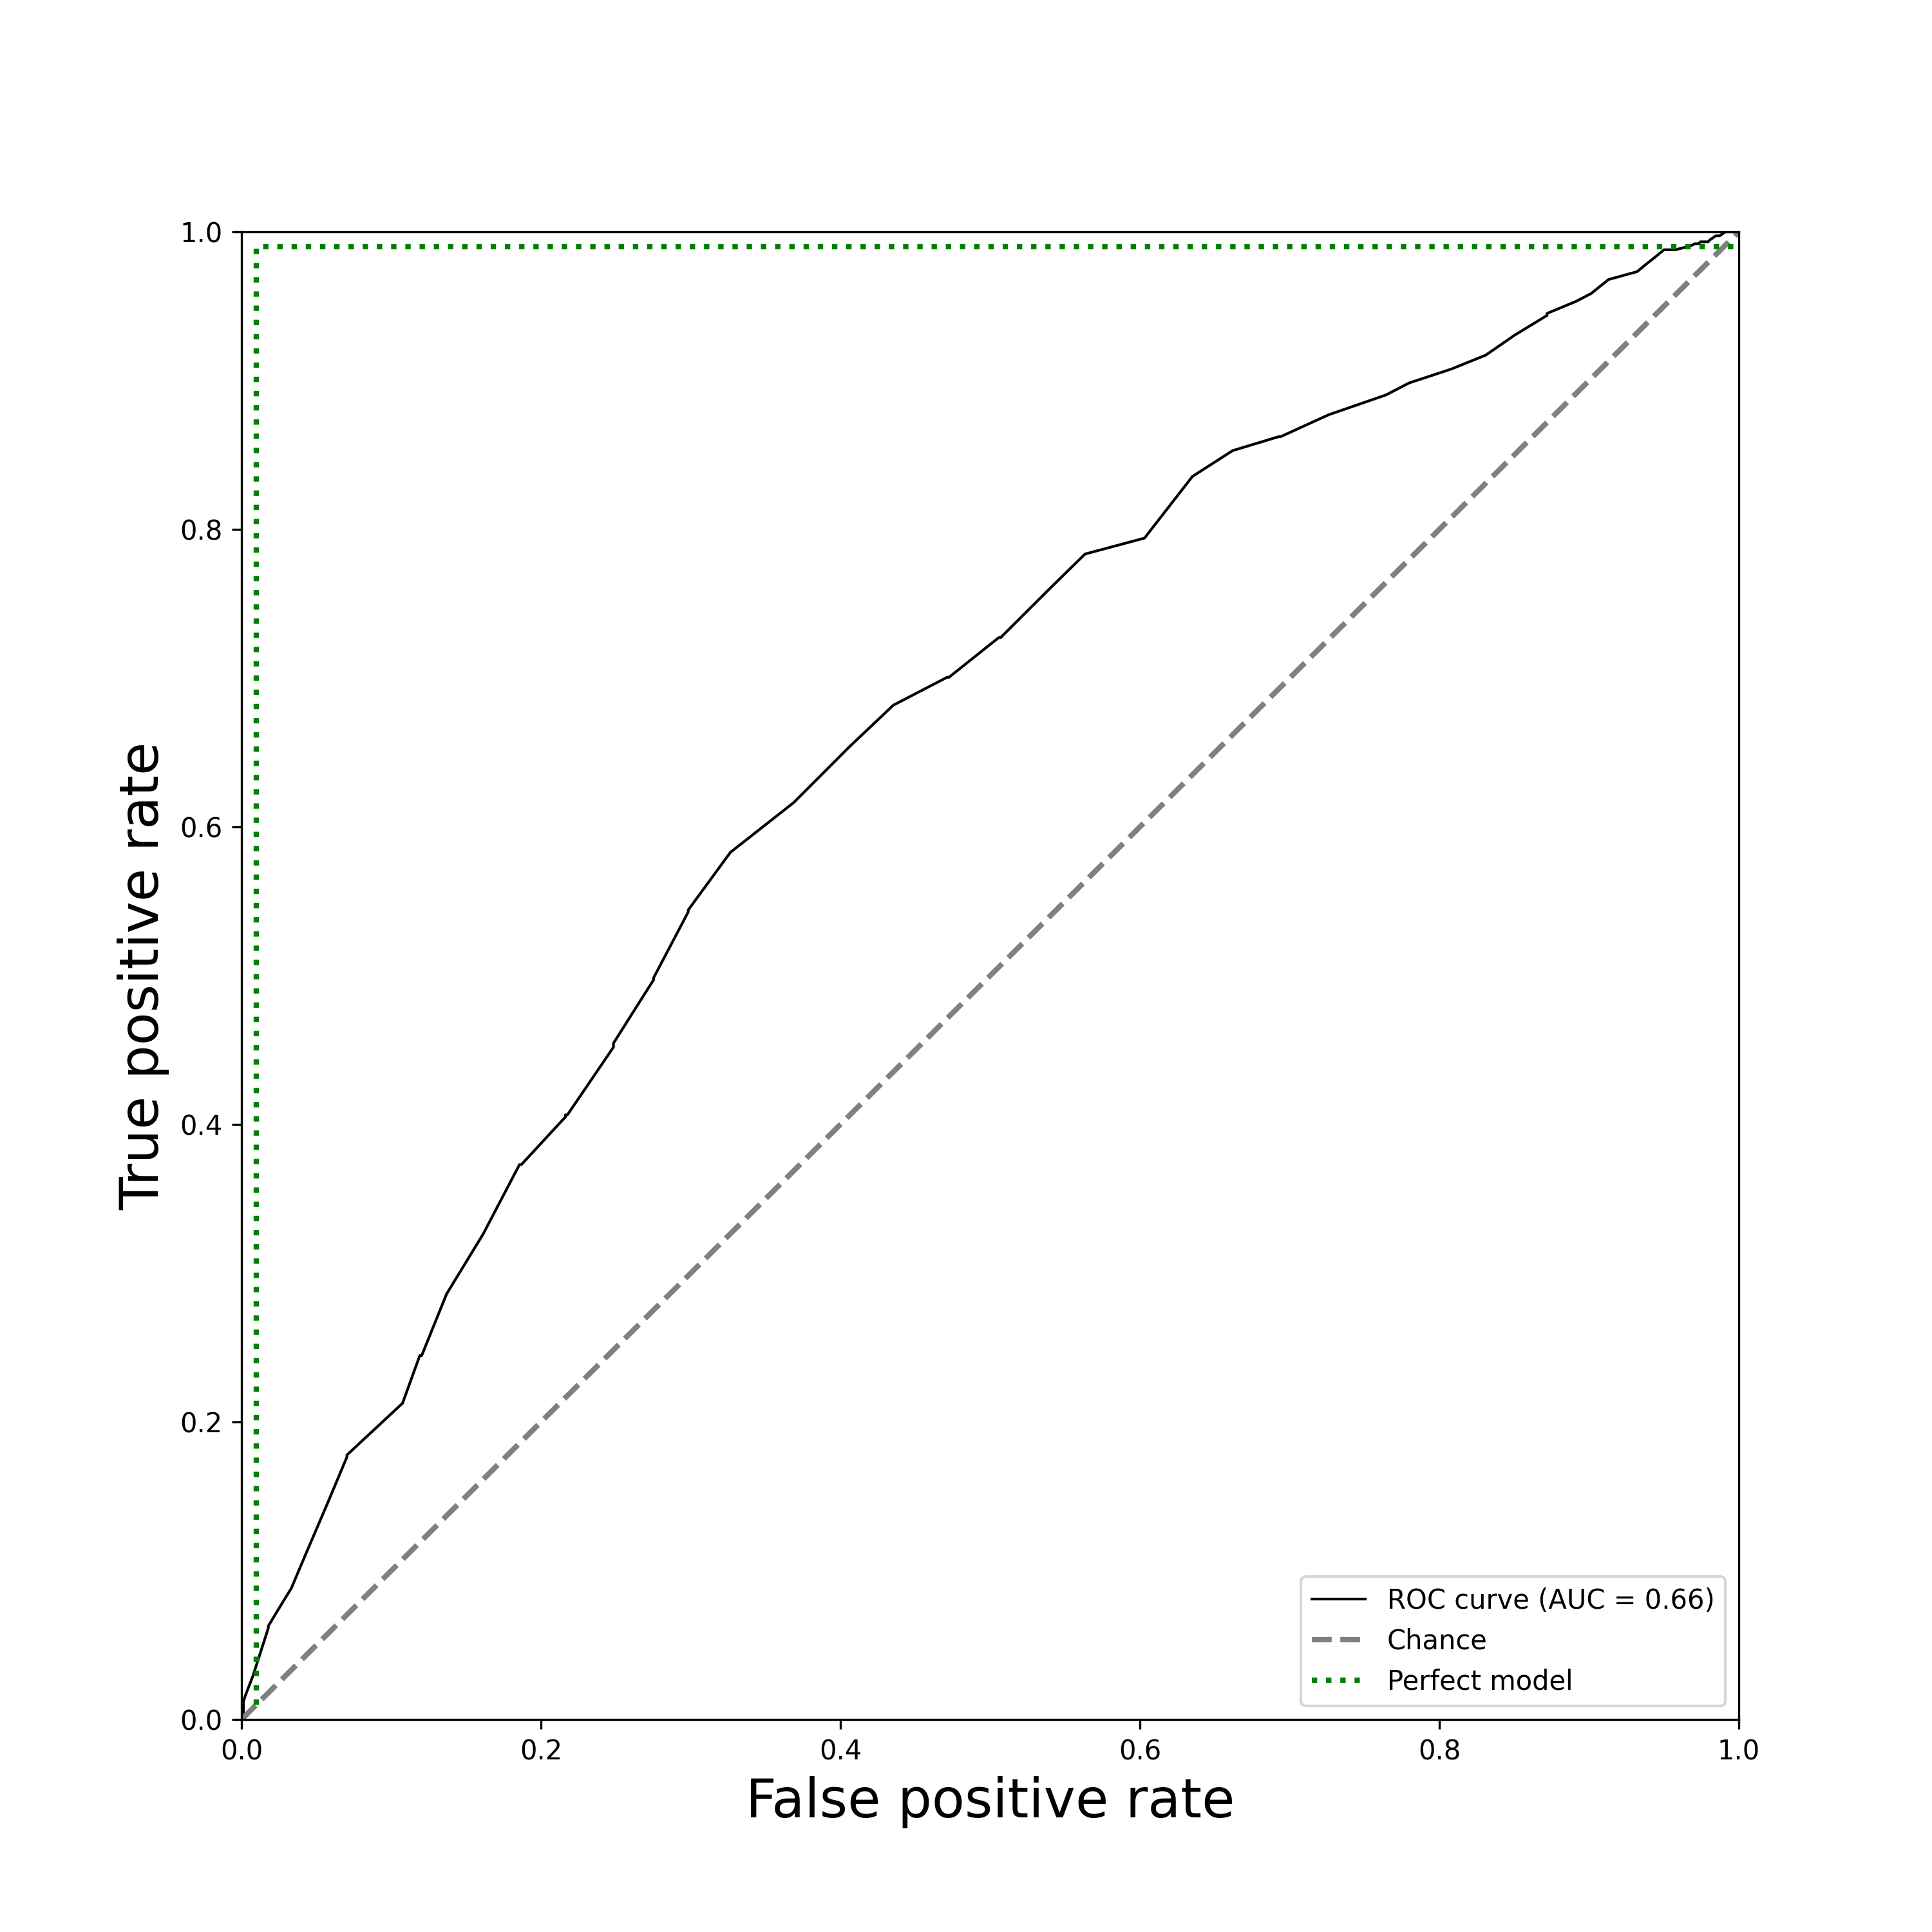 1.0
0.8
0.6
0.4
0.2
0.0
True positive rate
0.0 0.2 0.4 0.6 0.8 1.0
False positive rate
ROC curve (AUC = 0.66)
Chance
Perfect model